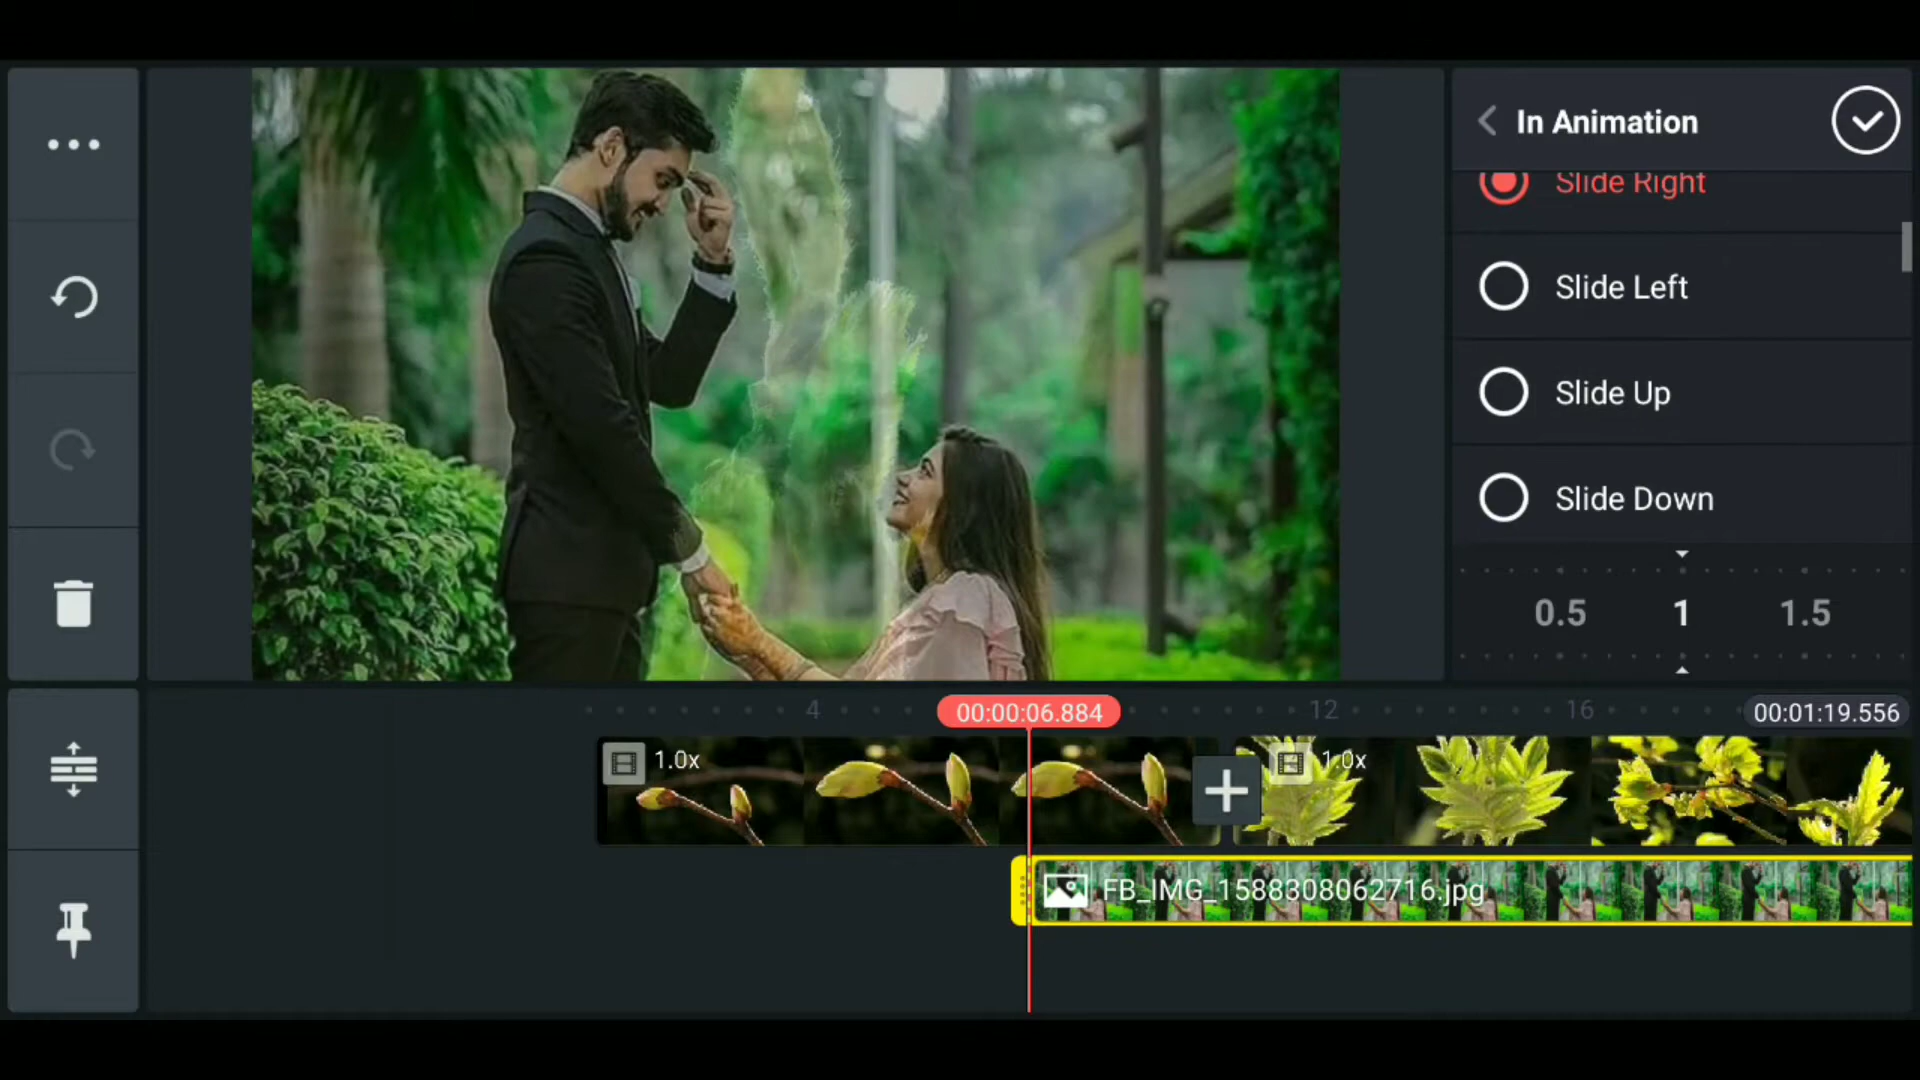 In Animation
Slide Right
Slide Left
Slide Up
Slide Down
0.5 1 1.5
4 00:00:06.884 12 16 00:01:19.556
1.0x 1.0x
FB_IMG_1588308062716.jpg